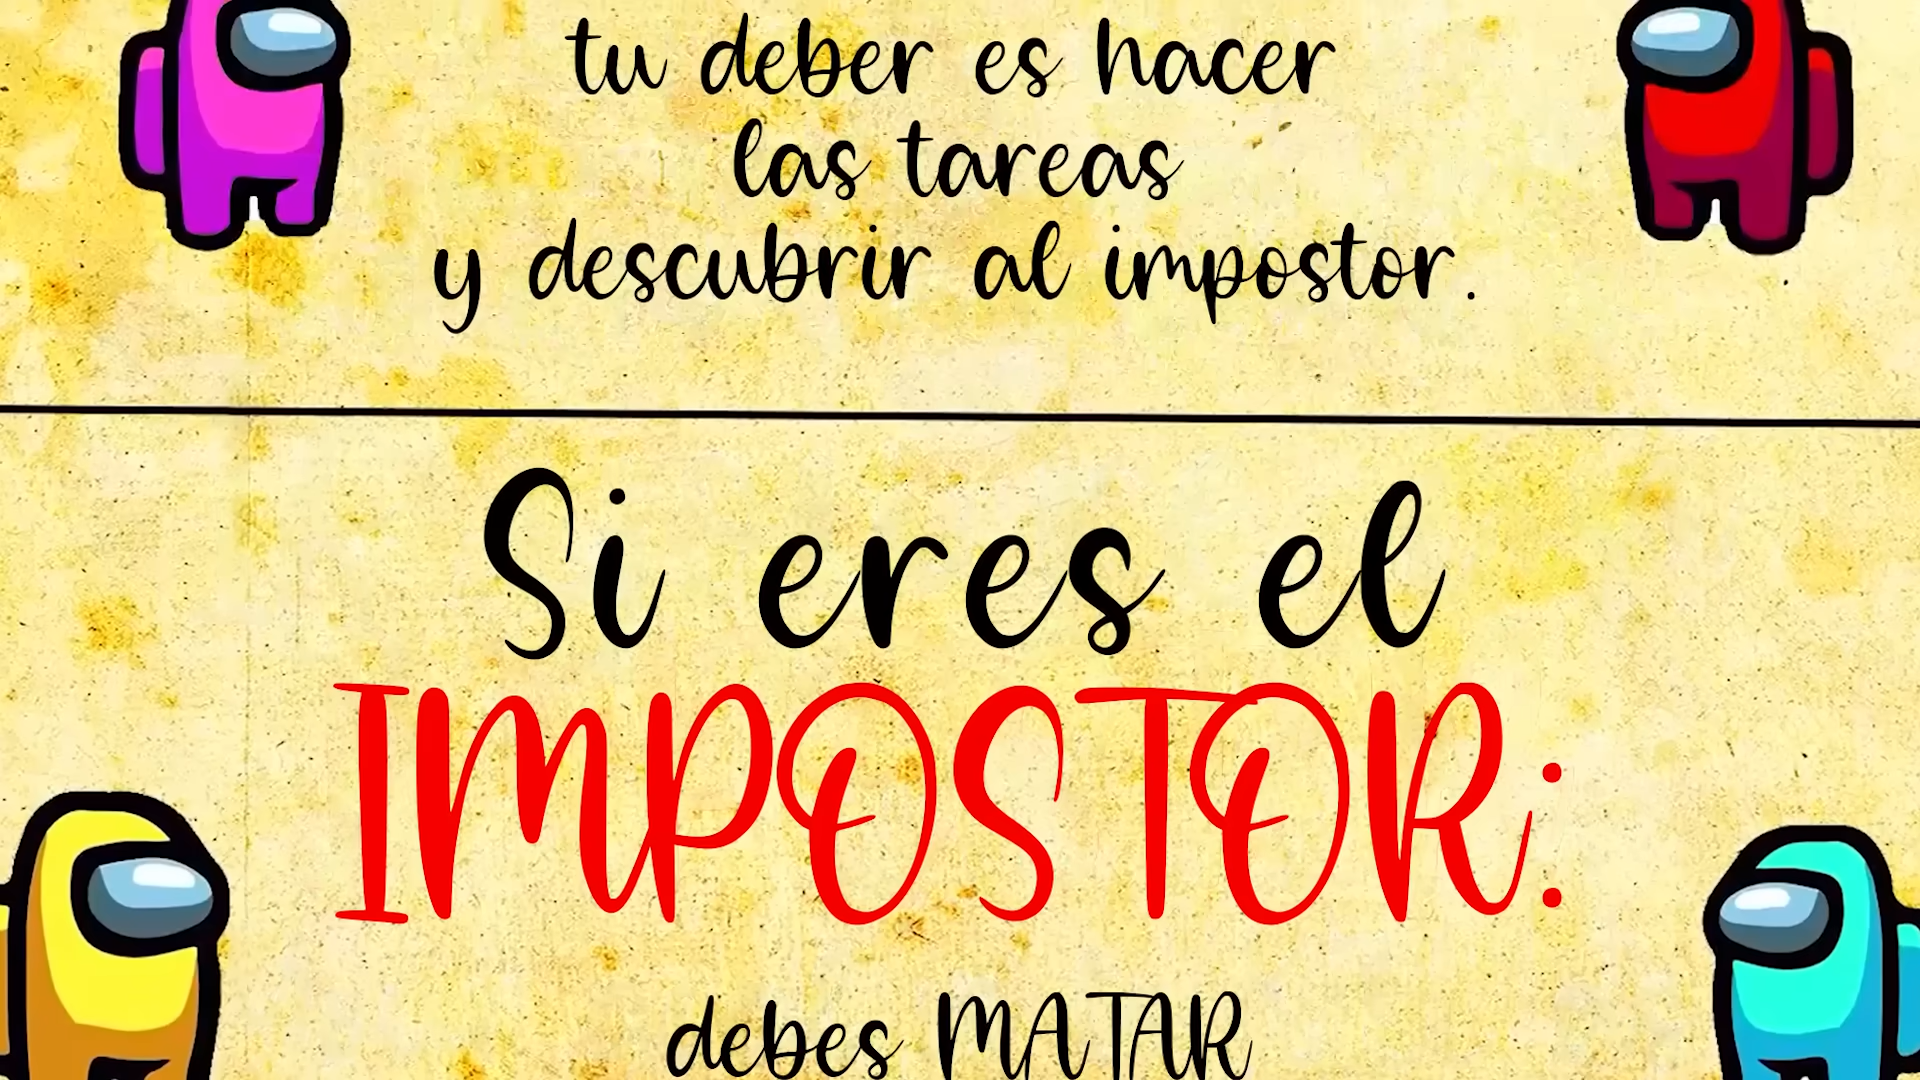 tu deber es hacer
las tareas
y descubrir al impostor.
Si eres el
IMPOSTOR:
debes MATAR